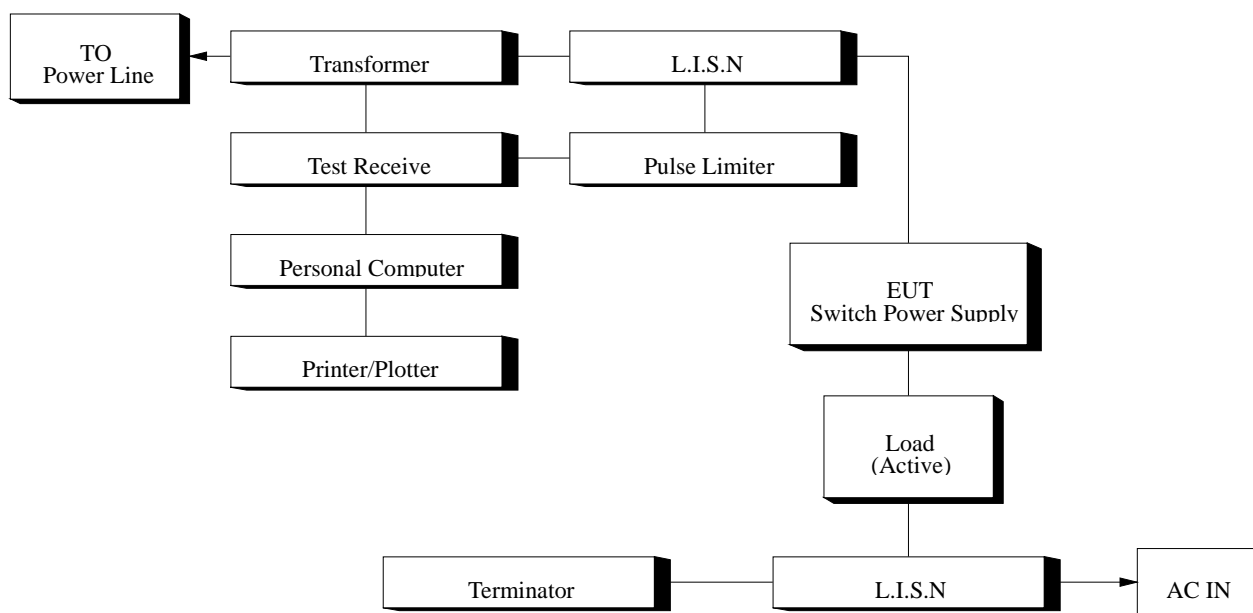 TO
Power Line
Transformer
L.I.S.N
Test Receive
Pulse Limiter
Personal Computer
EUT
Switch Power Supply
Printer/Plotter
Load
(Active)
Terminator
L.I.S.N
AC IN